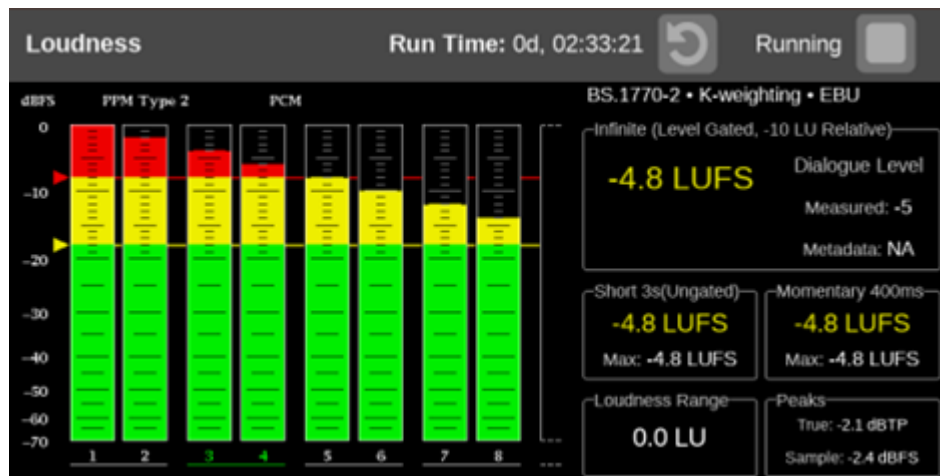 Loudness
Run Time: 0d, 02:33:21
Running
dBFS PPM Type 2 PCM
0
-10
-20
-30
-40
-50
-60
-70
1 2 3 4 5 6 7 8
BS.1770-2 • K-weighting • EBU
Infinite (Level Gated, -10 LU Relative)
-4.8 LUFS
Dialogue Level
Measured: -5
Metadata: NA
Short 3s(Ungated)
-4.8 LUFS
Max: -4.8 LUFS
Momentary 400ms
-4.8 LUFS
Max: -4.8 LUFS
Loudness Range
0.0 LU
Peaks
True: -2.1 dBTP
Sample: -2.4 dBFS